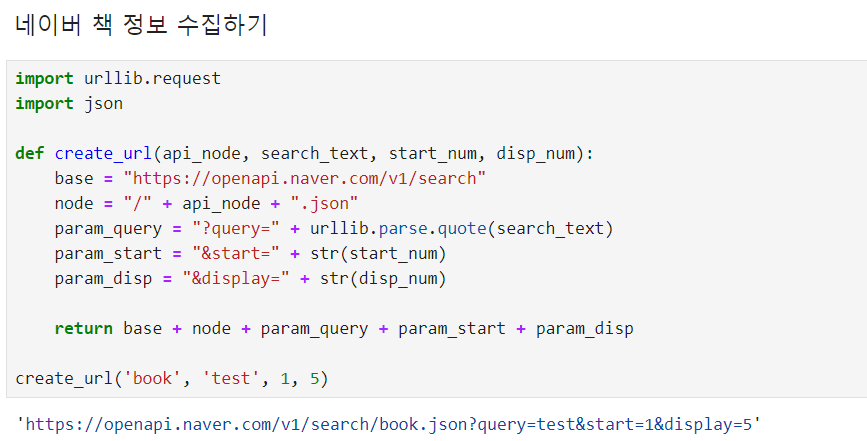 네이버 책 정보 수집하기
import urllib.request
import json
def create_url(api_node, search_text, start_num, disp_num):
    base = "https://openapi.naver.com/v1/search"
    node = "/" + api_node + ".json"
    param_query = "?query=" + urllib.parse.quote(search_text)
    param_start = "&start=" + str(start_num)
    param_disp = "&display=" + str(disp_num)
    return base + node + param_query + param_start + param_disp
create_url('book', 'test', 1, 5)
'https://openapi.naver.com/v1/search/book.json?query=test&start=1&display=5'